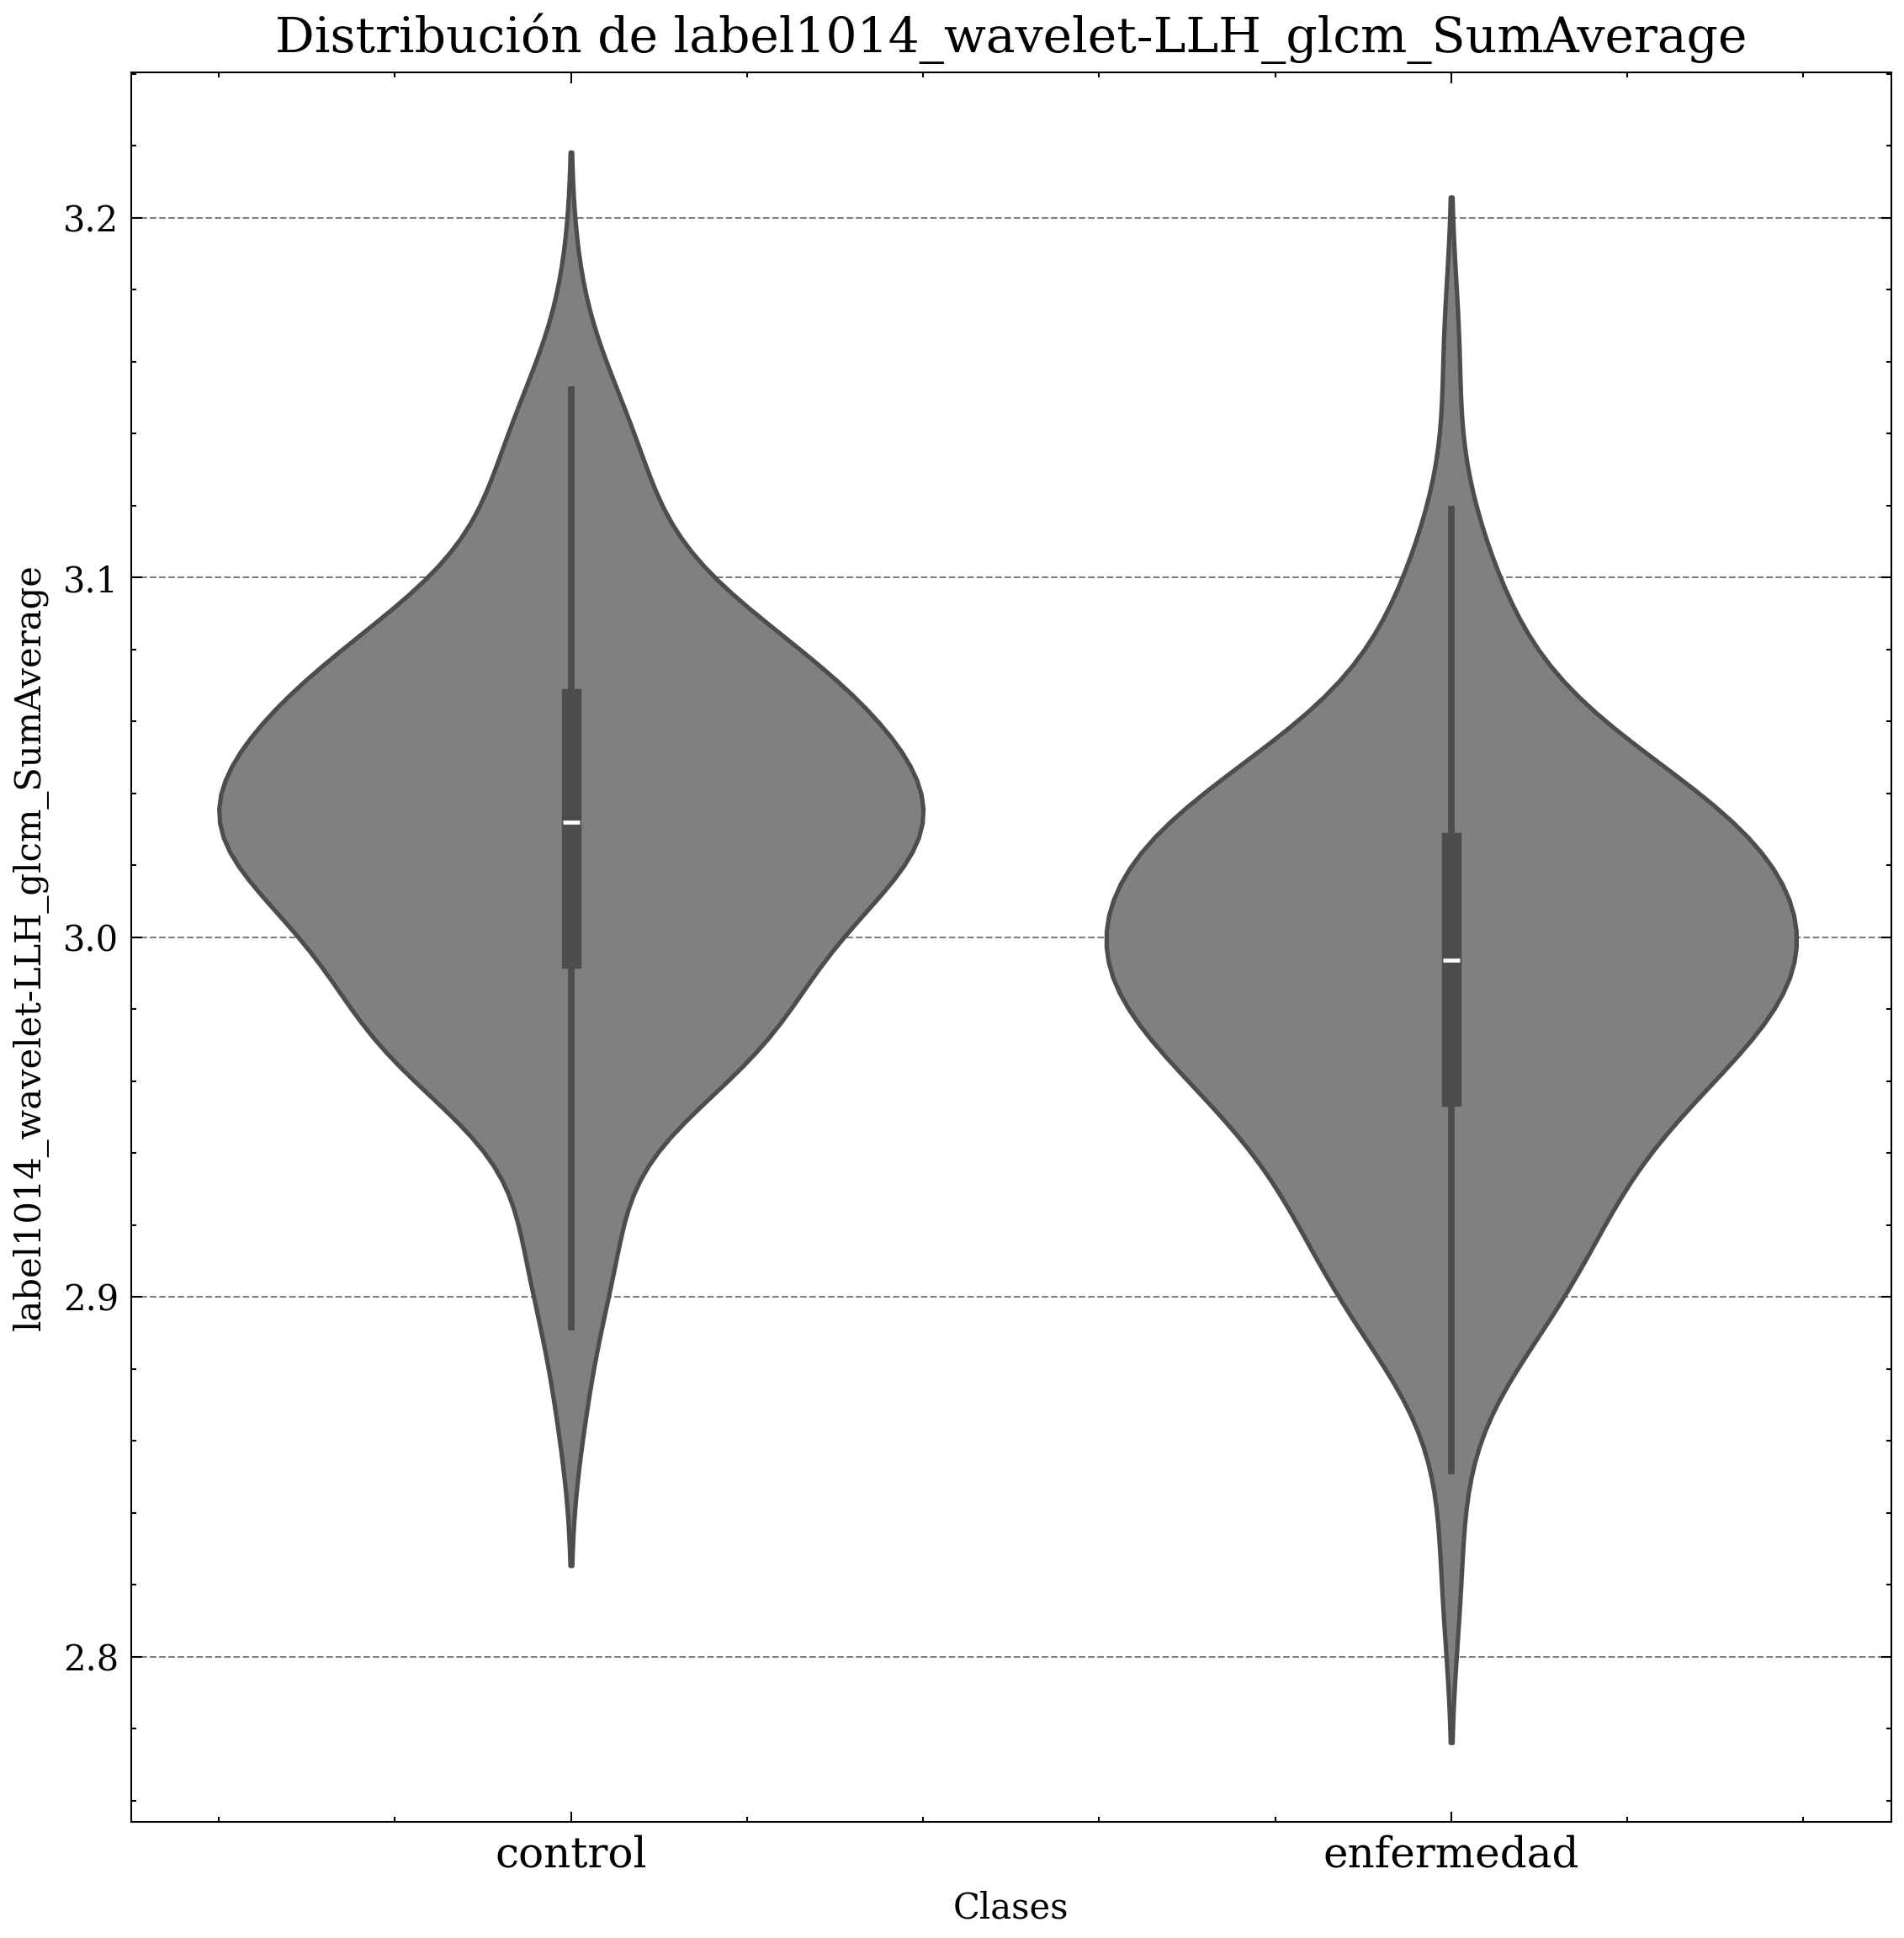 Distribución de label1014_wavelet-LLH_glcm_SumAverage
label1014_wavelet-LLH_glcm_SumAverage
3.2
3.1
3.0
2.9
2.8
control
enfermedad
Clases